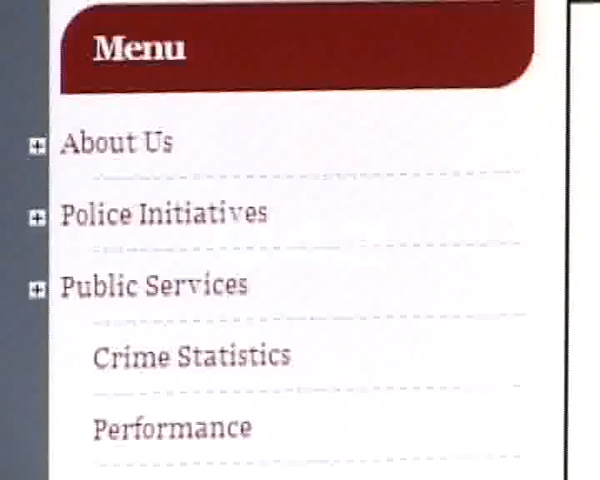 Menu
About Us
Police Initiatives
Public Services
Crime Statistics
Performance